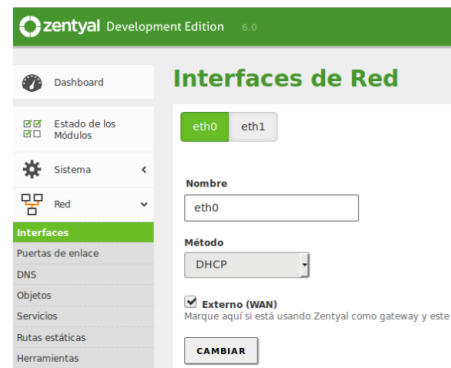 zentyal Development Edition 6.0
Dashboard
Interfaces de Red
Estado de los
Módulos
eth0 eth1
Sistema
Red
Nombre
eth0
Interfaces
Puertas de enlace
Método
DNS
DHCP
Objetos
Externo (WAN)
Servicios
Marque aquí si está usando Zentyal como gateway y este
Rutas estáticas
CAMBIAR
Herramientas